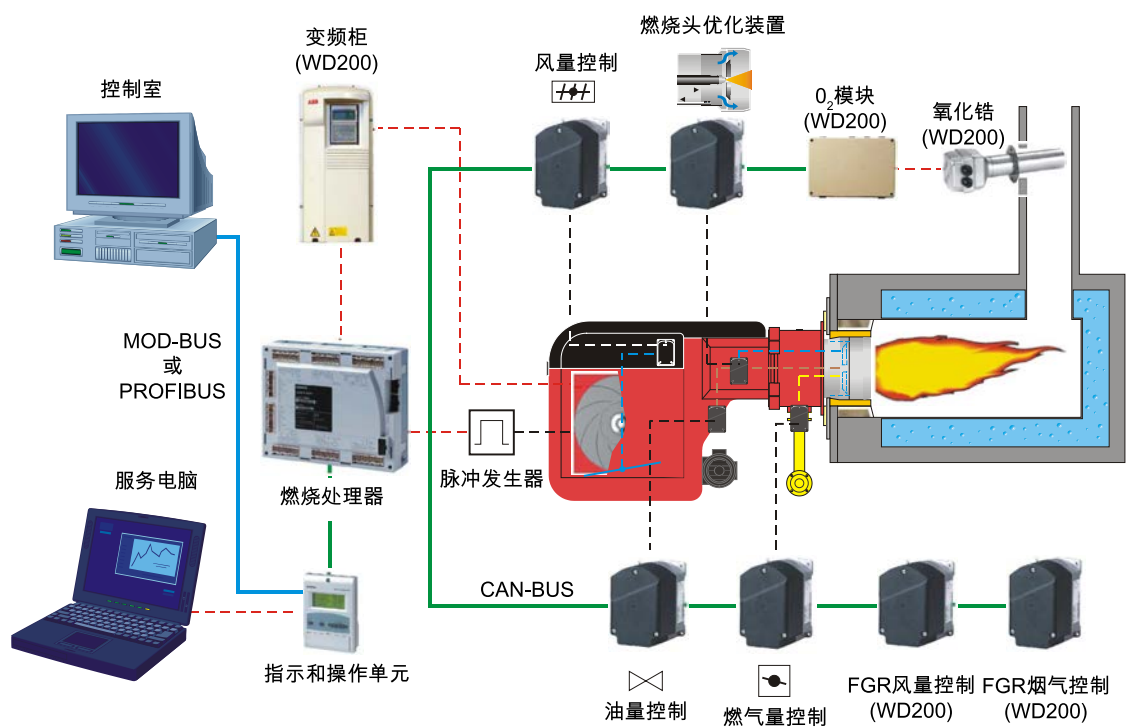 燃烧头优化装置
变频柜
(WD200)
风量控制
控制室
O₂模块
(WD200)
氧化锆
(WD200)
ABB
MOD-BUS
或
PROFIBUS
脉冲发生器
服务电脑
燃烧处理器
CAN-BUS
指示和操作单元
油量控制
燃气量控制
FGR风量控制
(WD200)
FGR烟气控制
(WD200)